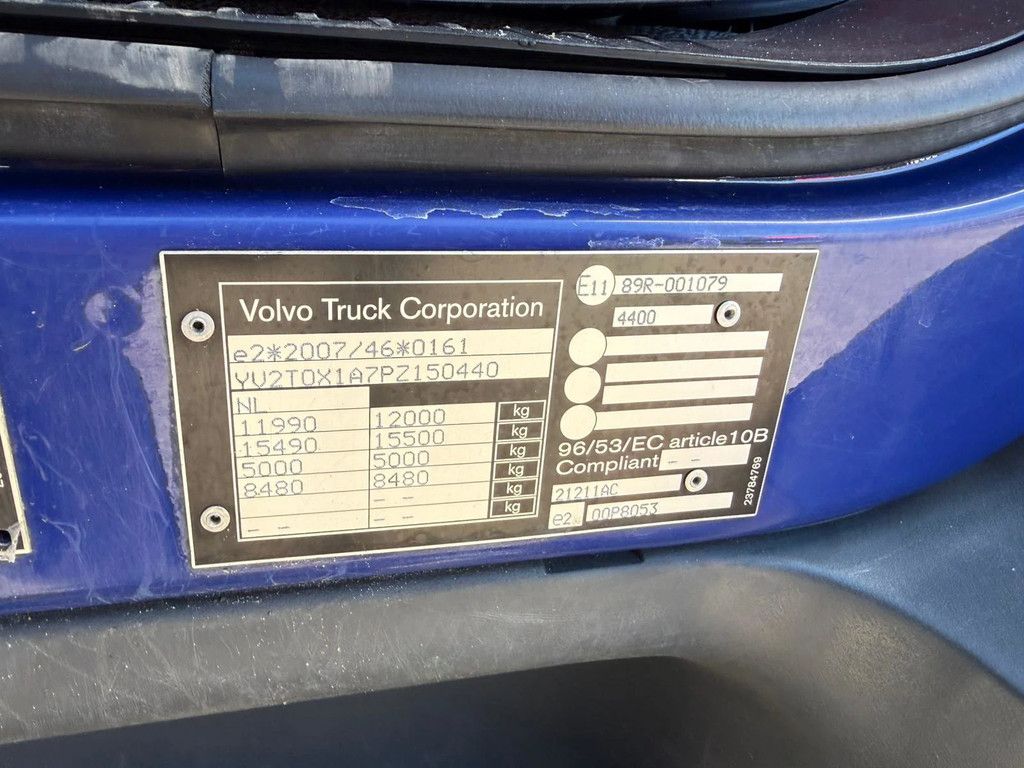 Volvo Truck Corporation
e2*2007/46*0161
YV2T0X1A7PZ150440
NL
11990 12000 kg
15490 15500 kg
5000 5000 kg
8480 8480 kg
- - - - kg
- - - - kg
E11 89R-001079
4400
96/53/EC article10B
Compliant - -
21211AC
e2 00P8053
23784769